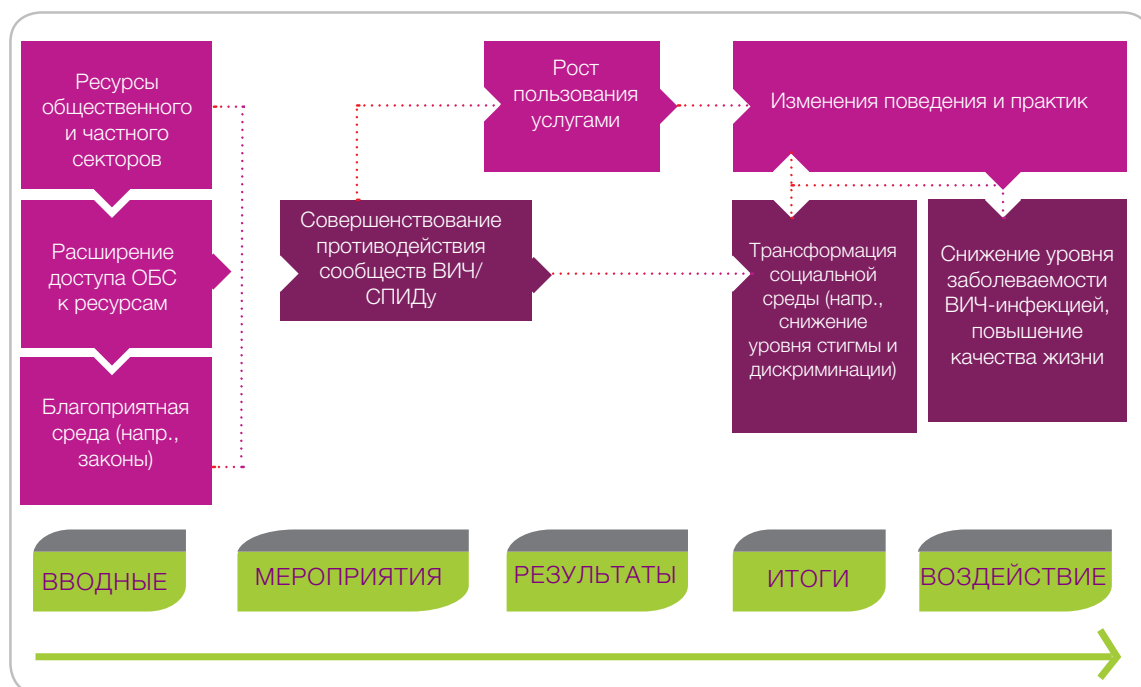 Ресурсы
общественного
и частного
секторов
Расширение
доступа ОБС
к ресурсам
Благоприятная
среда (напр.,
законы)
Совершенствование
противодействия
сообществ ВИЧ/
СПИДу
Рост
пользования
услугами
Изменения поведения и практик
Трансформация
социальной
среды (напр.,
снижение
уровня стигмы и
дискриминации)
Снижение уровня
заболеваемости
ВИЧ-инфекцией,
повышение
качества жизни
ВВОДНЫЕ
МЕРОПРИЯТИЯ
РЕЗУЛЬТАТЫ
ИТОГИ
ВОЗДЕЙСТВИЕ